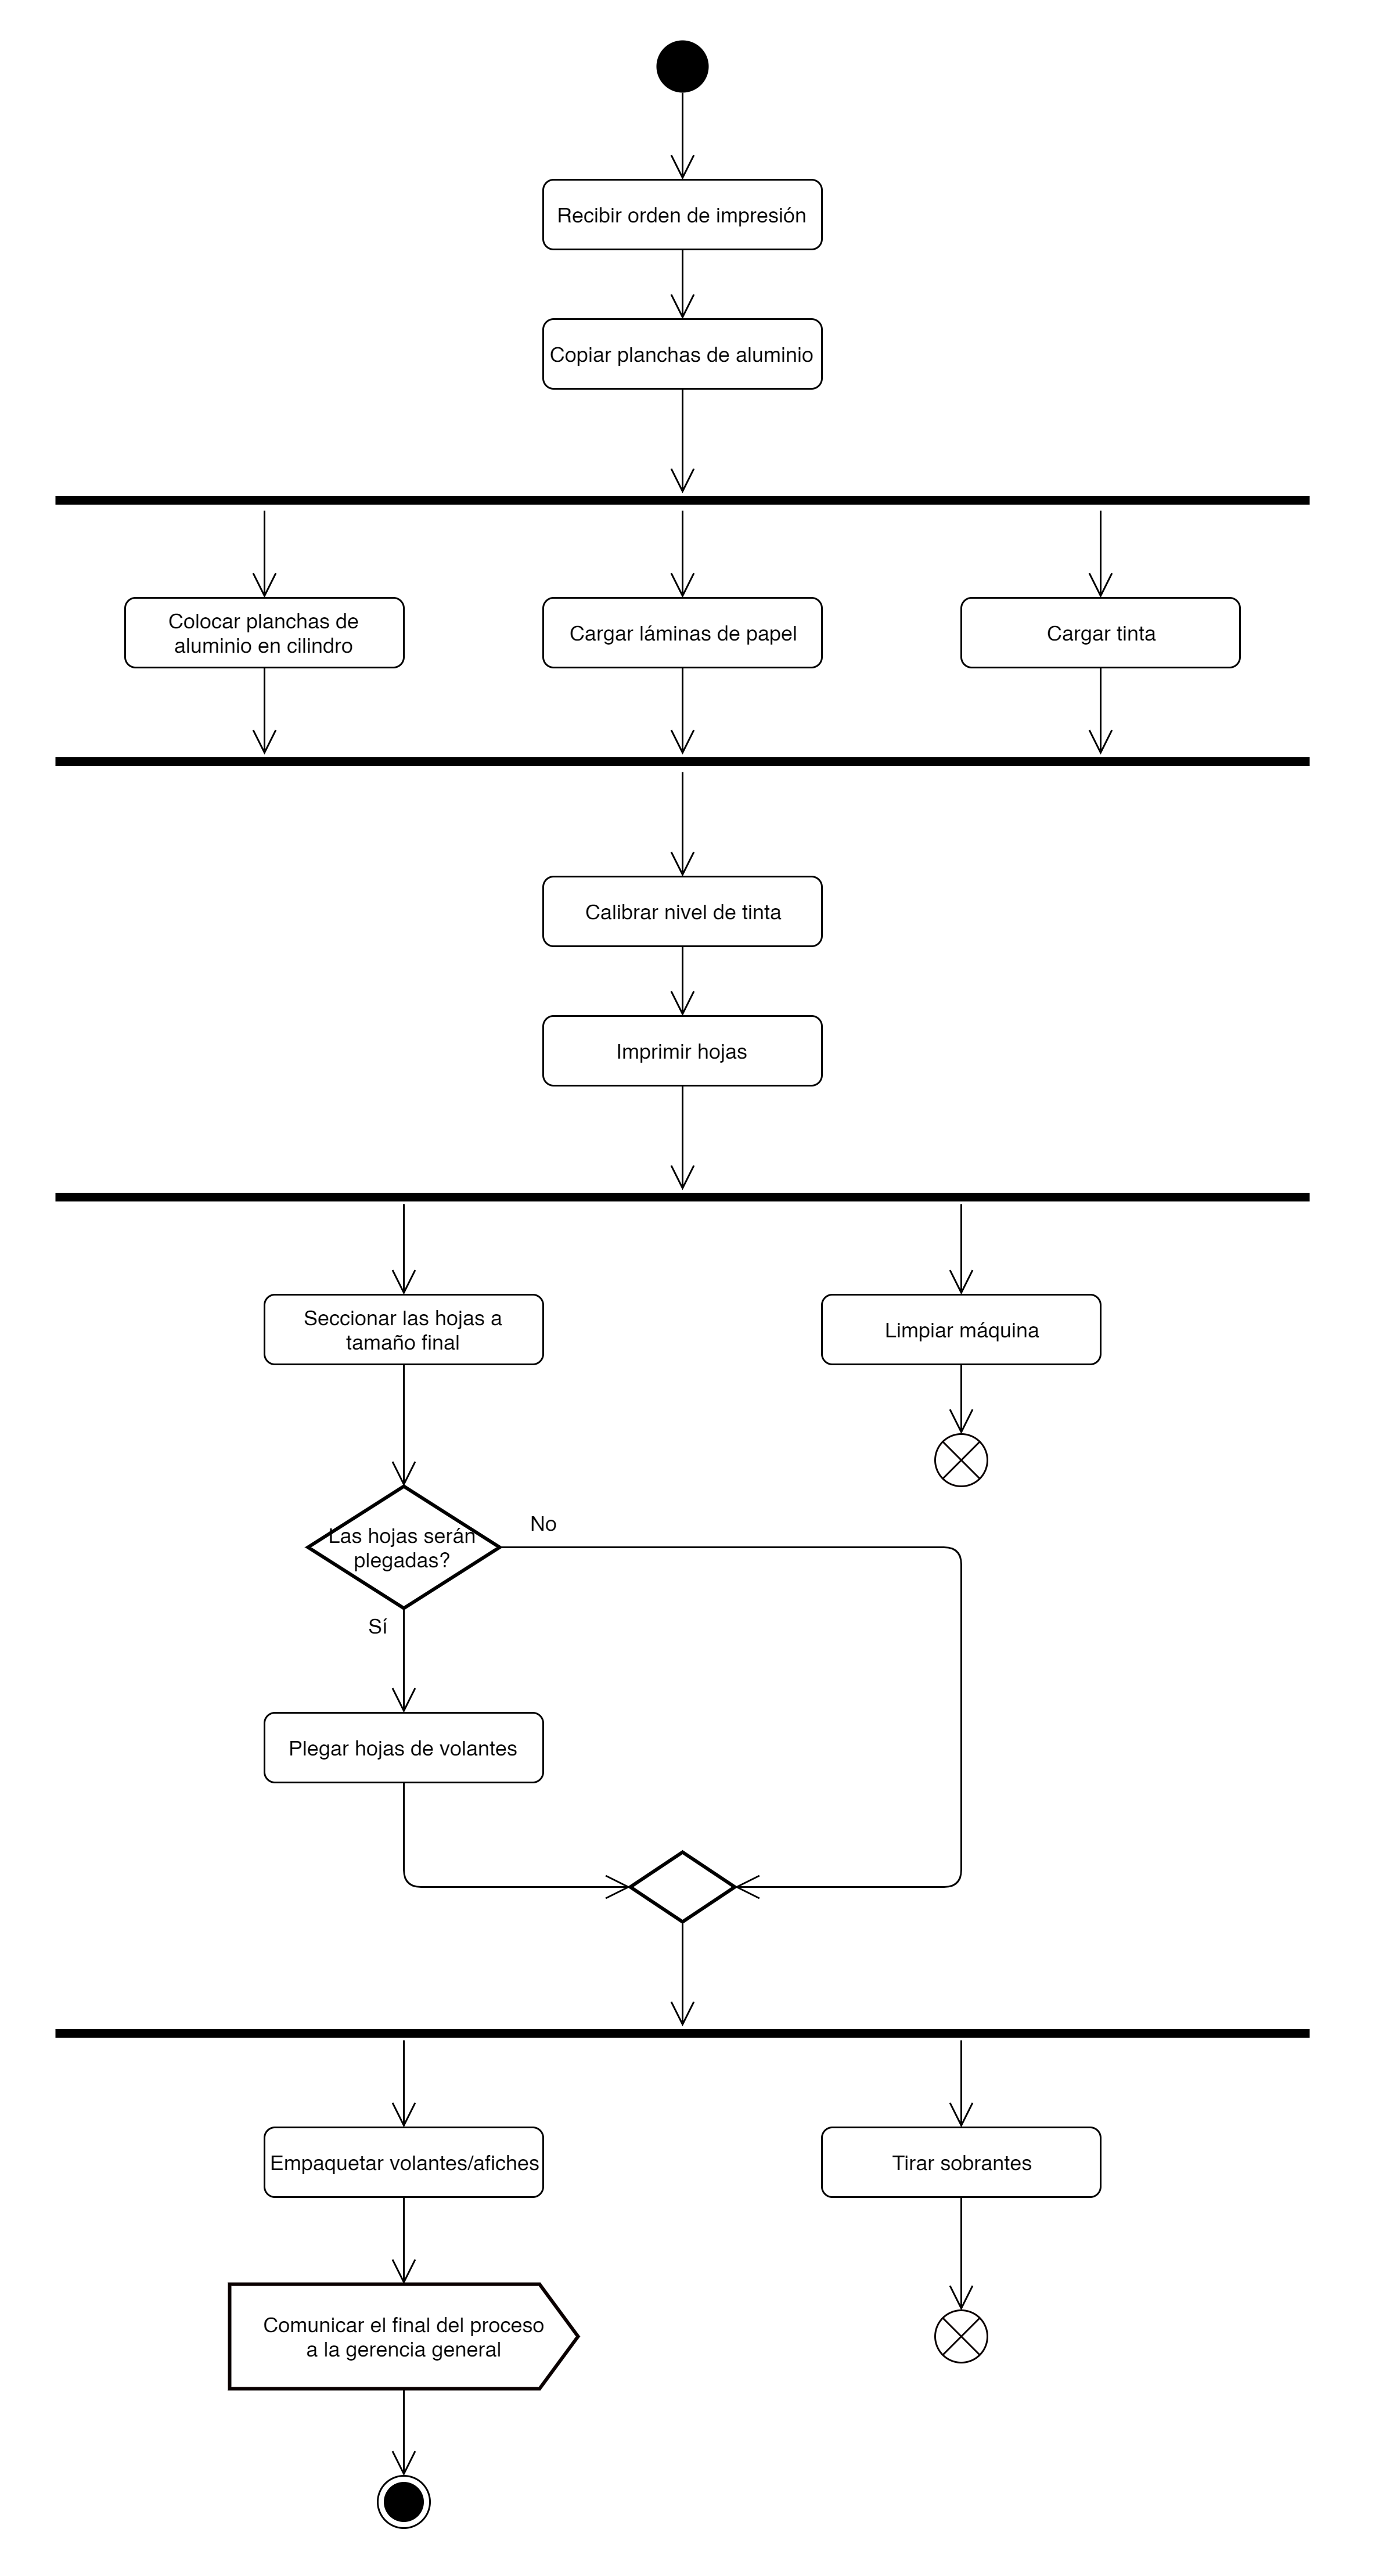 Recibir orden de impresión
Copiar planchas de aluminio
Colocar planchas de
aluminio en cilindro
Cargar láminas de papel
Cargar tinta
Calibrar nivel de tinta
Imprimir hojas
Seccionar las hojas a
tamaño final
Limpiar máquina
Las hojas serán
plegadas?
No
Sí
Plegar hojas de volantes
Empaquetar volantes/afiches
Tirar sobrantes
Comunicar el final del proceso
a la gerencia general